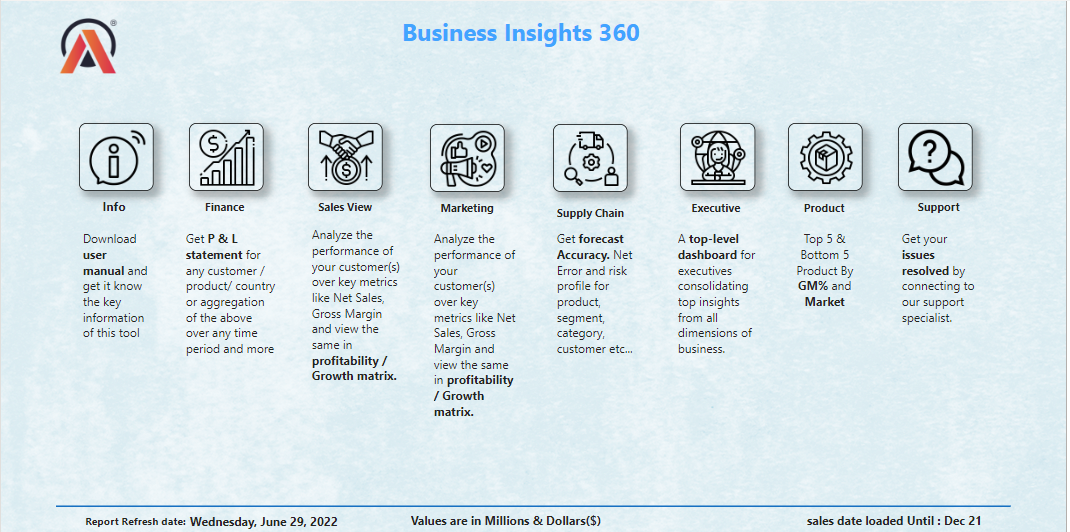 ®
Business Insights 360
Info
Download
user
manual and
get it know
the key
information
of this tool
Finance
Get P & L
statement for
any customer /
product/ country
or aggregation
of the above
over any time
period and more
Sales View
Analyze the
performance of
your customer(s)
over key metrics
like Net Sales,
Gross Margin
and view the
same in
profitability /
Growth matrix.
Marketing
Analyze the
performance of
your
customer(s)
over key
metrics like Net
Sales, Gross
Margin and
view the same
in profitability
/ Growth
matrix.
Supply Chain
Get forecast
Accuracy. Net
Error and risk
profile for
product,
segment,
category,
customer etc...
Executive
A top-level
dashboard for
executives
consolidating
top insights
from all
dimensions of
business.
Product
Top 5 &
Bottom 5
Product By
GM% and
Market
Support
Get your
issues
resolved by
connecting to
our support
specialist.
Report Refresh date: Wednesday, June 29, 2022
Values are in Millions & Dollars($)
sales date loaded Until : Dec 21